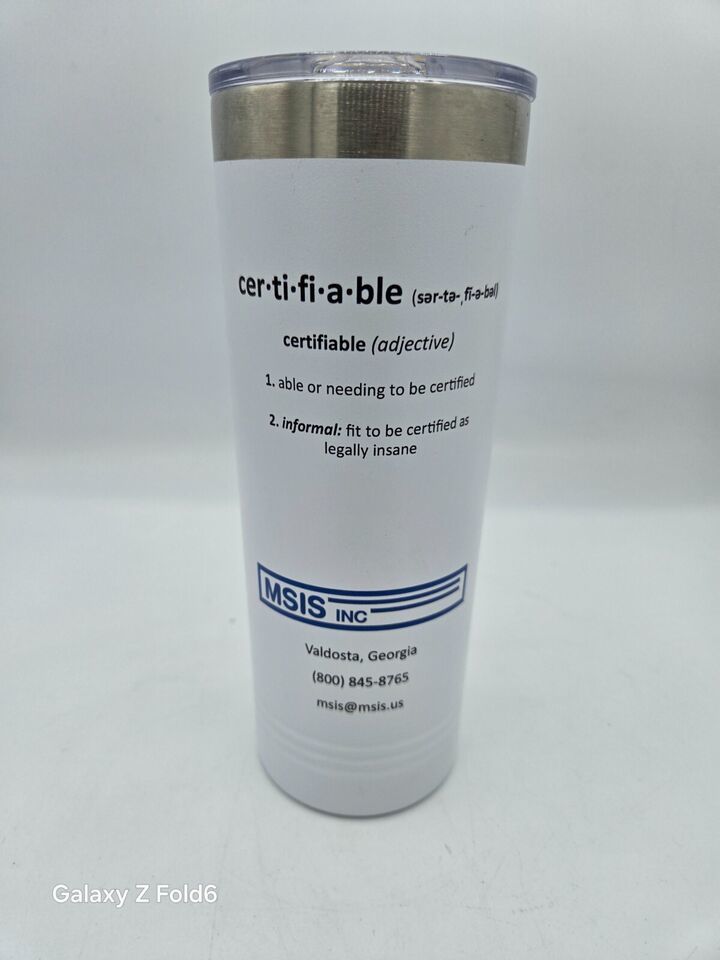 cer·ti·fi·a·ble (sər-tə-ˌfī-ə-bəl)
certifiable (adjective)
1. able or needing to be certified
2. informal: fit to be certified as
legally insane
MSIS INC
Valdosta, Georgia
(800) 845-8765
msis@msis.us
Galaxy Z Fold6